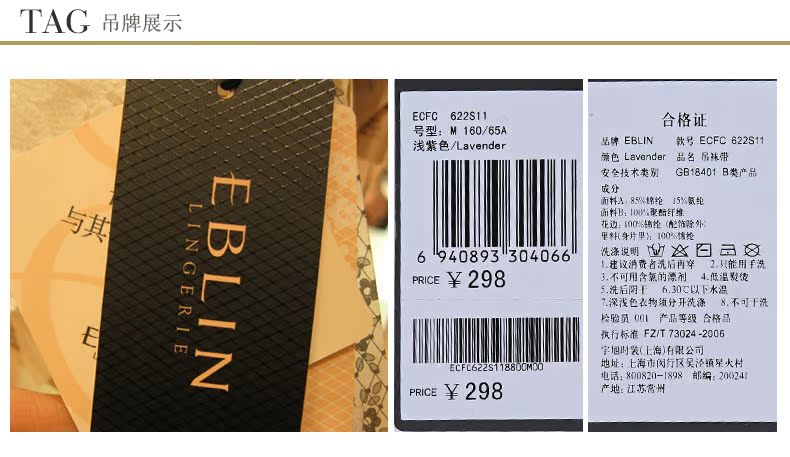 TAG 吊牌展示
与其
EBLIN
LINGERIE
ECFC 622S11
号型: M 160/65A
浅紫色/Lavender
6 940893 304066
PRICE ¥298
ECFC622S118800M00
PRICE ¥298
合格证
品牌 EBLIN 款号 ECFC 622S11
颜色 Lavender 品名 吊袜带
安全技术类别 GB18401 B类产品
成分
面料A: 85%锦纶 15%氨纶
面料B: 100%聚酯纤维
花边: 100%锦纶 (配饰除外)
里料(身片里): 100%锦纶
洗涤说明
1.建议消费者洗后再穿 2.只能用手洗
3.不可用含氯的漂剂 4.低温熨烫
5.洗后阴干 6.30℃以下水温
7.深浅色衣物须分开洗涤 8.不可干洗
检验员 001 产品等级 合格品
执行标准 FZ/T 73024-2006
宇旭时装(上海)有限公司
地址: 上海市闵行区吴泾镇星火村
电话: 800820-1898 邮编: 200241
产地: 江苏常州